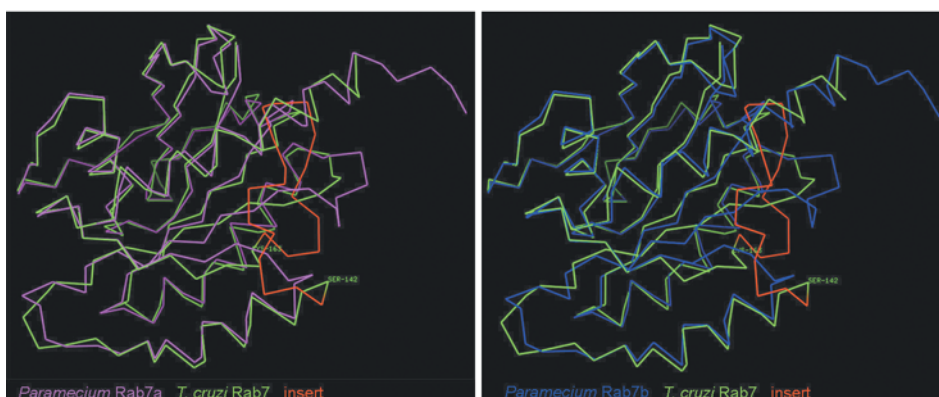 SER-142
SER-142
Paramecium Rab7a T. cruzi Rab7 insert
Paramecium Rab7b T. cruzi Rab7 insert